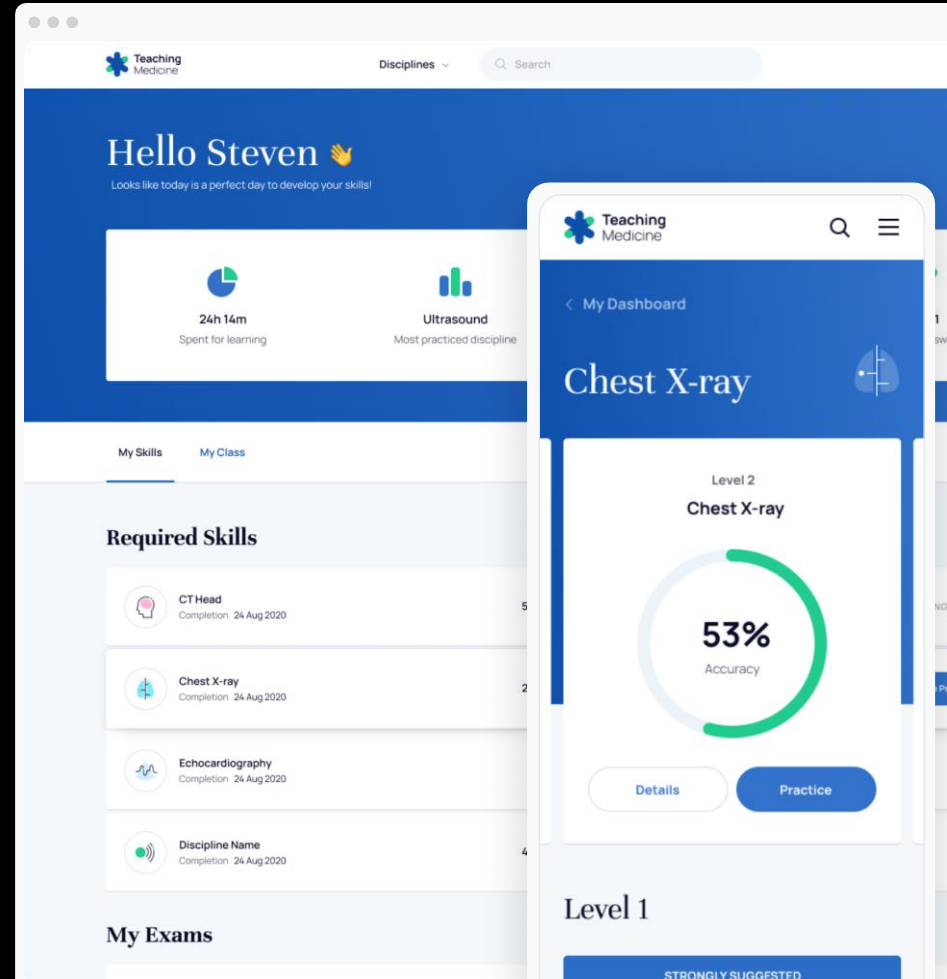 Teaching
Medicine
Disciplines
Search
Hello Steven 👋
Looks like today is a perfect day to develop your skills!
24h 14m
Spent for learning
Ultrasound
Most practiced discipline
My Skills
My Class
Required Skills
CT Head
Completion 24 Aug 2020
Chest X-ray
Completion 24 Aug 2020
Echocardiography
Completion 24 Aug 2020
Discipline Name
Completion 24 Aug 2020
My Exams
Teaching
Medicine
< My Dashboard
Chest X-ray
Level 2
Chest X-ray
53%
Accuracy
Details
Practice
Level 1
STRONGLY SUGGESTED